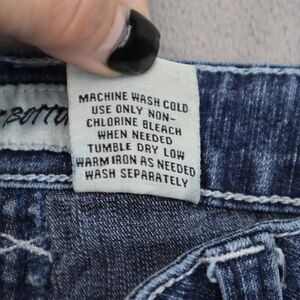 MACHINE WASH COLD
USE ONLY NON-
CHLORINE BLEACH
WHEN NEEDED
TUMBLE DRY LOW
WARM IRON AS NEEDED
WASH SEPARATELY
BOTTO